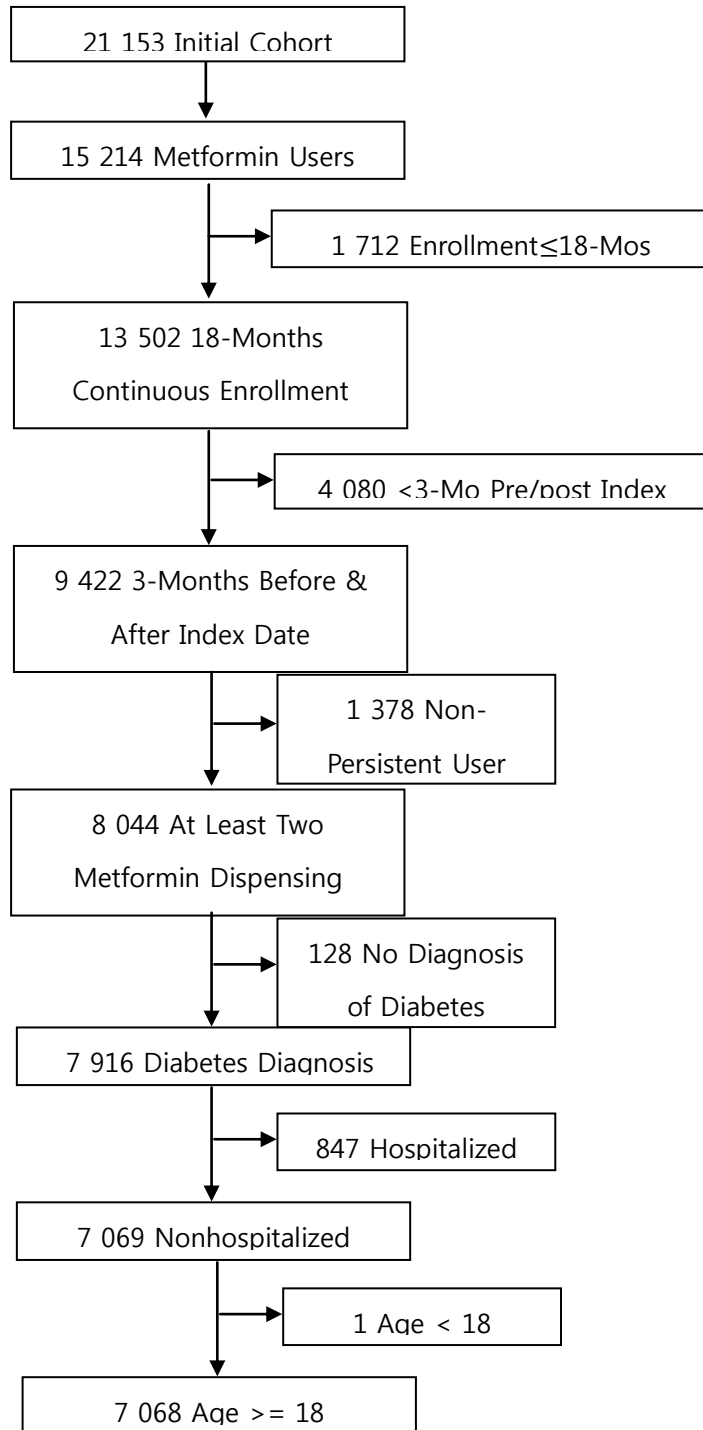 21 153 Initial Cohort
15 214 Metformin Users
1 712 Enrollment≤18-Mos
13 502 18-Months
Continuous Enrollment
4 080 <3-Mo Pre/post Index
9 422 3-Months Before &
After Index Date
1 378 Non-
Persistent User
8 044 At Least Two
Metformin Dispensing
128 No Diagnosis
of Diabetes
7 916 Diabetes Diagnosis
847 Hospitalized
7 069 Nonhospitalized
1 Age < 18
7 068 Age >= 18